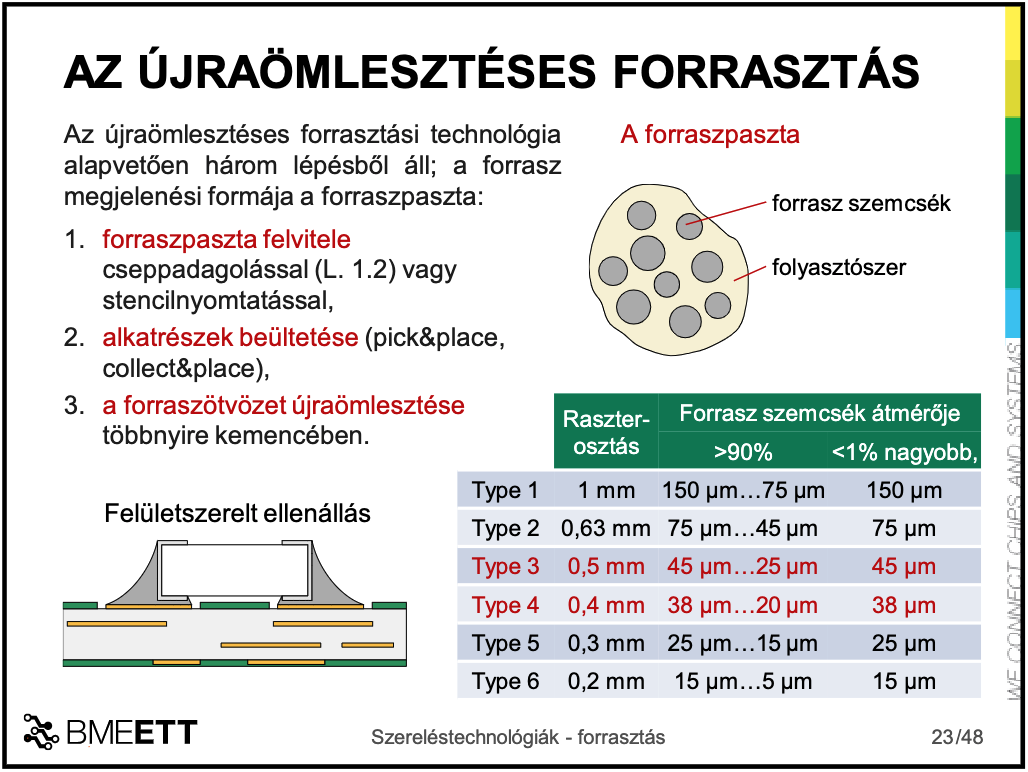 AZ ÚJRAÖMLESZTÉSES FORRASZTÁS
Az újraömlesztéses forrasztási technológia
alapvetően három lépésből áll; a forrasz
megjelenési formája a forraszpaszta:
1. forraszpaszta felvitele
cseppadagolással (L. 1.2) vagy
stencilnyomtatással,
2. alkatrészek beültetése (pick&place,
collect&place),
3. a forraszötvözet újraömlesztése
többnyire kemencében.
A forraszpaszta
forrasz szemcsék
folyasztószer
Felületszerelt ellenállás
Raszter- Forrasz szemcsék átmérője
osztás >90% <1% nagyobb,
Type 1 1 mm 150 µm…75 µm 150 µm
Type 2 0,63 mm 75 µm…45 µm 75 µm
Type 3 0,5 mm 45 µm…25 µm 45 µm
Type 4 0,4 mm 38 µm…20 µm 38 µm
Type 5 0,3 mm 25 µm…15 µm 25 µm
Type 6 0,2 mm 15 µm…5 µm 15 µm
WE CONNECT CHIPS AND SYSTEMS
BMEETT
Szereléstechnológiák - forrasztás
23/48